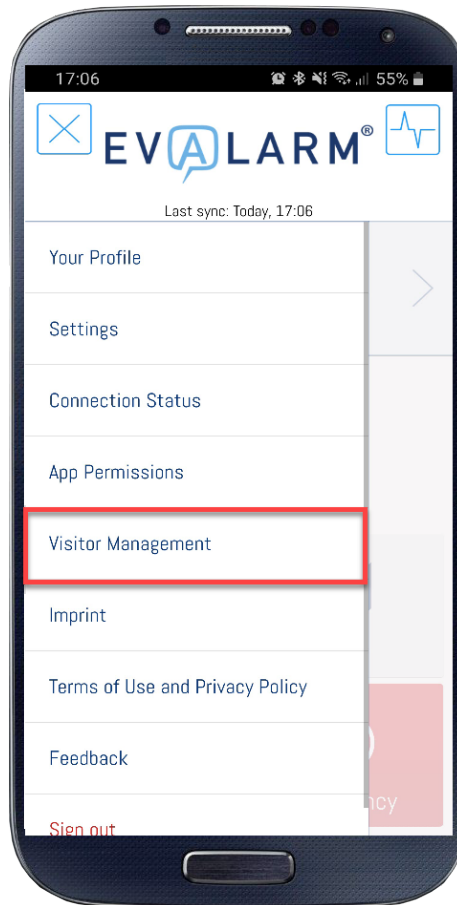 17:06
55%
EVALARM®
Last sync: Today, 17:06
Your Profile
Settings
Connection Status
App Permissions
Visitor Management
Imprint
Terms of Use and Privacy Policy
Feedback
ncy
Sign out